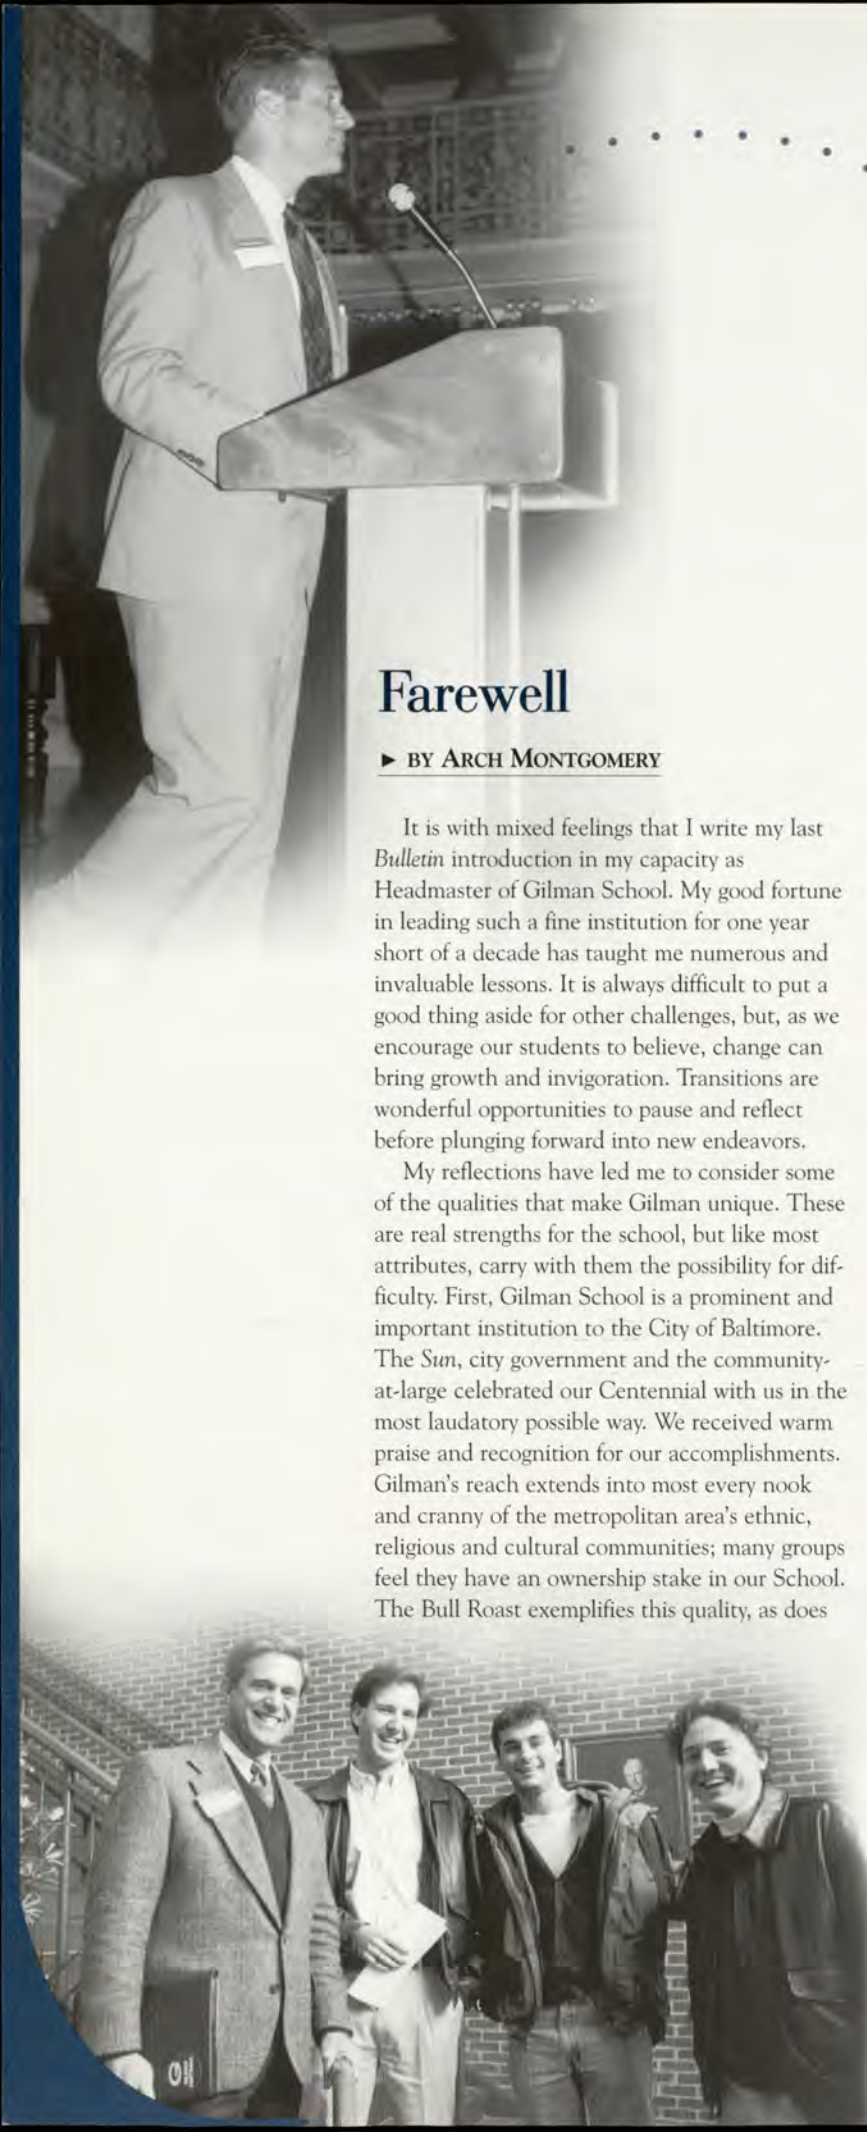 Farewell
► BY ARCH MONTGOMERY
It is with mixed feelings that I write my last
Bulletin introduction in my capacity as
Headmaster of Gilman School. My good fortune
in leading such a fine institution for one year
short of a decade has taught me numerous and
invaluable lessons. It is always difficult to put a
good thing aside for other challenges, but, as we
encourage our students to believe, change can
bring growth and invigoration. Transitions are
wonderful opportunities to pause and reflect
before plunging forward into new endeavors.
My reflections have led me to consider some
of the qualities that make Gilman unique. These
are real strengths for the school, but like most
attributes, carry with them the possibility for dif-
ficulty. First, Gilman School is a prominent and
important institution to the City of Baltimore.
The Sun, city government and the community-
at-large celebrated our Centennial with us in the
most laudatory possible way. We received warm
praise and recognition for our accomplishments.
Gilman's reach extends into most every nook
and cranny of the metropolitan area's ethnic,
religious and cultural communities; many groups
feel they have an ownership stake in our School.
The Bull Roast exemplifies this quality, as does
G